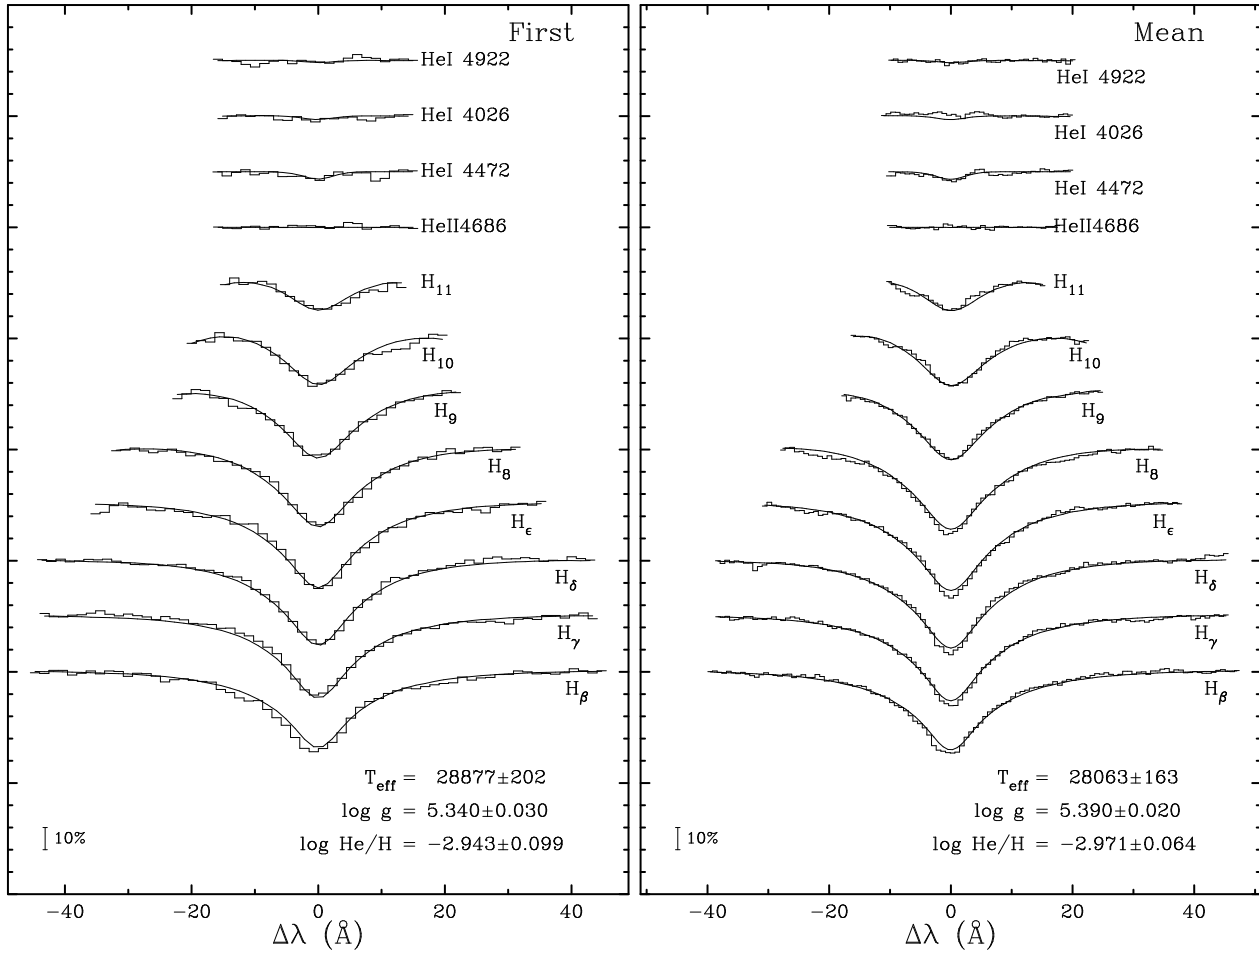 First
HeI 4922
HeI 4026
HeI 4472
HeII4686
H11
H10
H9
H8
Hϵ
Hδ
Hγ
Hβ
Teff = 28877±202
log g = 5.340±0.030
log He/H = −2.943±0.099
10%
−40 −20 0 20 40
Δλ (Å)
Mean
HeI 4922
HeI 4026
HeI 4472
HeII4686
H11
H10
H9
H8
Hϵ
Hδ
Hγ
Hβ
Teff = 28063±163
log g = 5.390±0.020
log He/H = −2.971±0.064
10%
−40 −20 0 20 40
Δλ (Å)